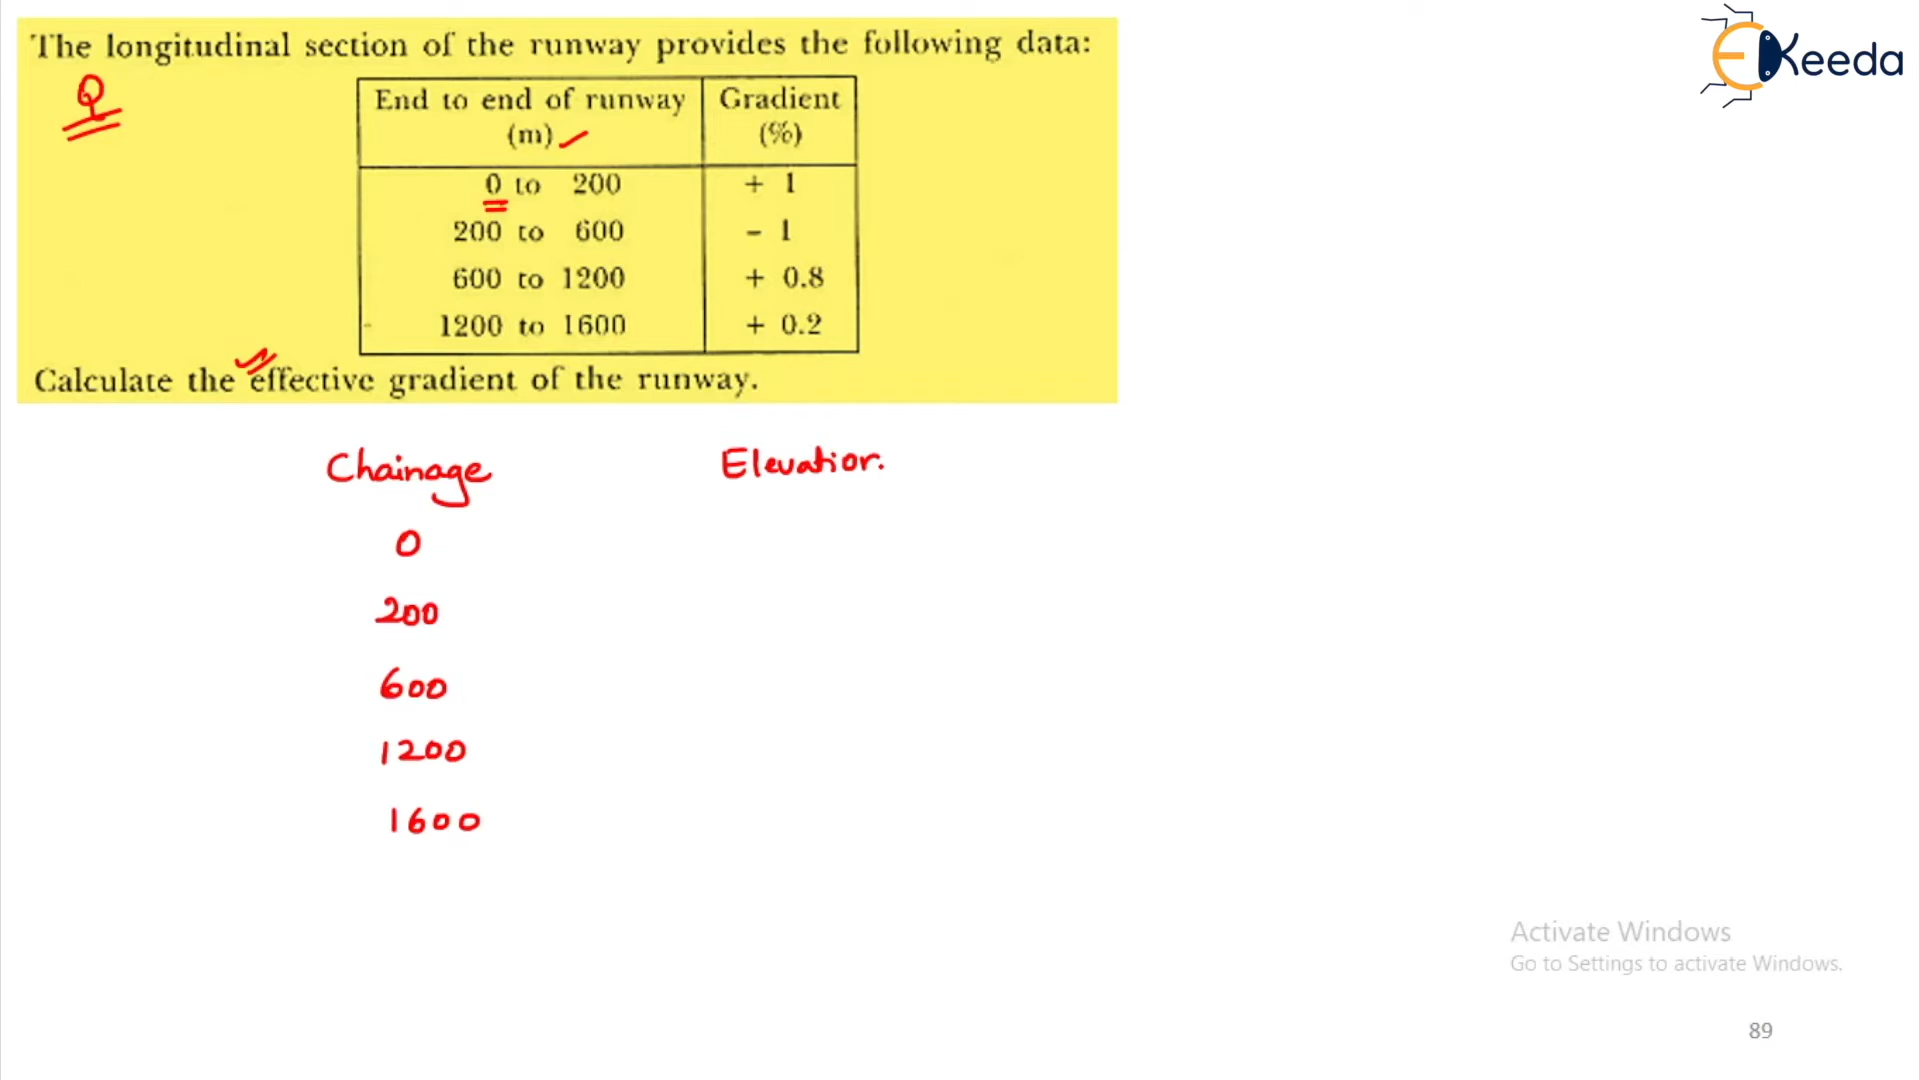 The longitudinal section of the runway provides the following data:
Q
End to end of runway (m) Gradient (%)
0 to 200 + 1
200 to 600 - 1
600 to 1200 + 0.8
1200 to 1600 + 0.2
Calculate the effective gradient of the runway.
Chainage Elevation.
0
200
600
1200
1600
EKeeda
Activate Windows
Go to Settings to activate Windows.
89